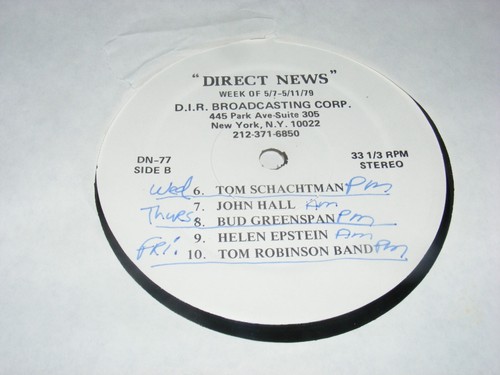 "DIRECT NEWS"
WEEK OF 5/7-5/11/79
D.I.R. BROADCASTING CORP.
445 Park Ave-Suite 305
New York, N.Y. 10022
212-371-6850
DN-77
SIDE B
33 1/3 RPM
STEREO
Wed 6. TOM SCHACHTMAN Pm
7. JOHN HALL Am
Thurs 8. BUD GREENSPAN Pm
9. HELEN EPSTEIN Am
FRI. 10. TOM ROBINSON BAND Pm